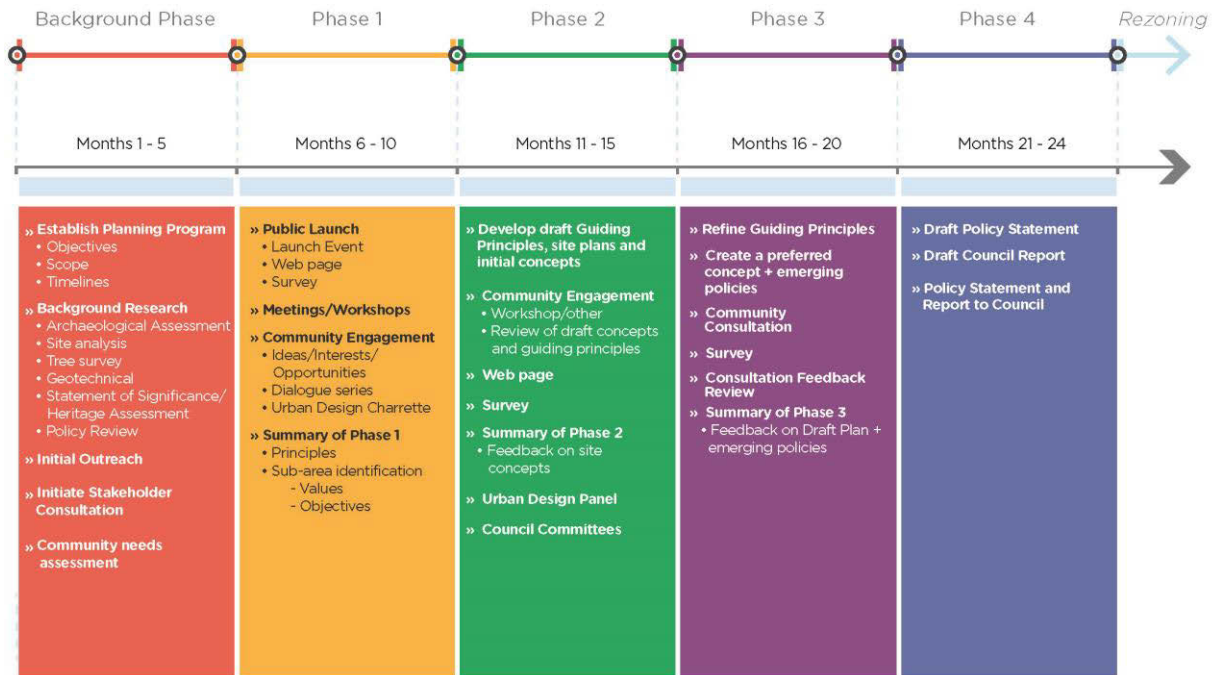 Background Phase
Phase 1
Phase 2
Phase 3
Phase 4
Rezoning
Months 1 - 5
Months 6 - 10
Months 11 - 15
Months 16 - 20
Months 21 - 24
» Establish Planning Program
• Objectives
• Scope
• Timelines
» Background Research
• Archaeological Assessment
• Site analysis
• Tree survey
• Geotechnical
• Statement of Significance/
Heritage Assessment
• Policy Review
» Initial Outreach
» Initiate Stakeholder
Consultation
» Community needs
assessment
» Public Launch
• Launch Event
• Web page
• Survey
» Meetings/Workshops
» Community Engagement
• Ideas/Interests/
Opportunities
• Dialogue series
• Urban Design Charrette
» Summary of Phase 1
• Principles
• Sub-area identification
- Values
- Objectives
» Develop draft Guiding
Principles, site plans and
initial concepts
» Community Engagement
• Workshop/other
• Review of draft concepts
and guiding principles
» Web page
» Survey
» Summary of Phase 2
• Feedback on site
concepts
» Urban Design Panel
» Council Committees
» Refine Guiding Principles
» Create a preferred
concept + emerging
policies
» Community
Consultation
» Survey
» Consultation Feedback
Review
» Summary of Phase 3
• Feedback on Draft Plan +
emerging policies
» Draft Policy Statement
» Draft Council Report
» Policy Statement and
Report to Council